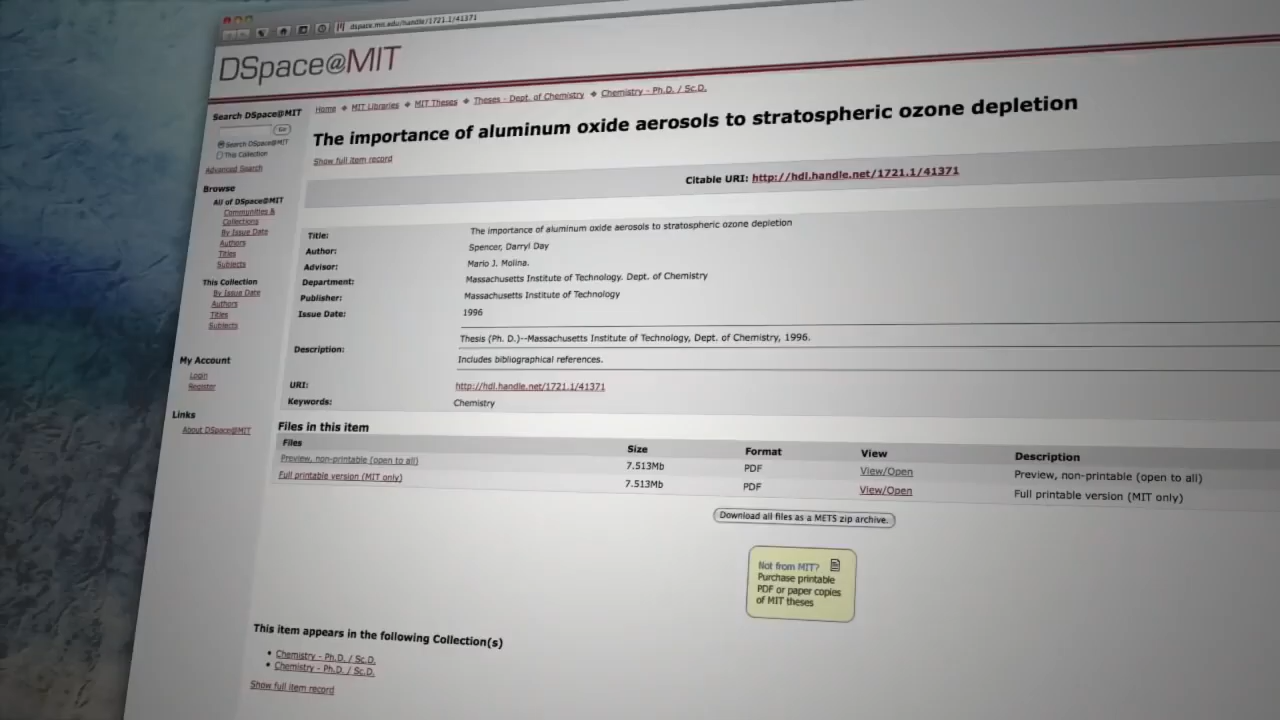 dspace.mit.edu/handle/1721.1/41371
DSpace@MIT
Search DSpace@MIT
Go
Search DSpace@MIT
This Collection
Advanced Search
Browse
All of DSpace@MIT
Communities &
Collections
By Issue Date
Authors
Titles
Subjects
This Collection
By Issue Date
Authors
Titles
Subjects
My Account
Login
Register
Links
About DSpace@MIT
Home ◆ MIT Libraries ◆ MIT Theses ◆ Theses - Dept. of Chemistry ◆ Chemistry - Ph.D. / Sc.D.
The importance of aluminum oxide aerosols to stratospheric ozone depletion
Show full item record
Citable URI: http://hdl.handle.net/1721.1/41371
Title: The importance of aluminum oxide aerosols to stratospheric ozone depletion
Author: Spencer, Darryl Day
Advisor: Mario J. Molina.
Department: Massachusetts Institute of Technology. Dept. of Chemistry
Publisher: Massachusetts Institute of Technology
Issue Date: 1996
Description: Thesis (Ph. D.)--Massachusetts Institute of Technology, Dept. of Chemistry, 1996.
Includes bibliographical references.
URI: http://hdl.handle.net/1721.1/41371
Keywords: Chemistry
Files in this item
Files Size Format View Description
Preview, non-printable (open to all) 7.513Mb PDF View/Open Preview, non-printable (open to all)
Full printable version (MIT only) 7.513Mb PDF View/Open Full printable version (MIT only)
Download all files as a METS zip archive.
Not from MIT?
Purchase printable
PDF or paper copies
of MIT theses
This item appears in the following Collection(s)
• Chemistry - Ph.D. / Sc.D.
• Chemistry - Ph.D. / Sc.D.
Show full item record